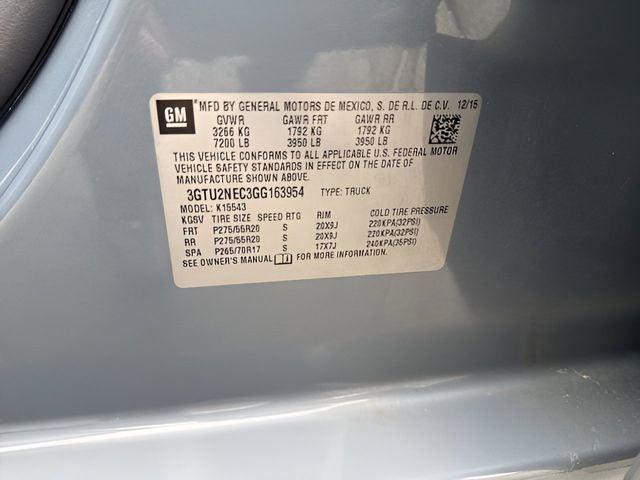 GM MFD BY GENERAL MOTORS DE MEXICO, S. DE R.L. DE C.V. 12/15
GVWR GAWR FRT GAWR RR
3266 KG 1792 KG 1792 KG
7200 LB 3950 LB 3950 LB
THIS VEHICLE CONFORMS TO ALL APPLICABLE U.S. FEDERAL MOTOR
VEHICLE SAFETY STANDARDS IN EFFECT ON THE DATE OF
MANUFACTURE SHOWN ABOVE.
3GTU2NEC3GG163954 TYPE: TRUCK
MODEL: K15543
KGSV TIRE SIZE SPEED RTG RIM COLD TIRE PRESSURE
FRT P275/55R20 S 20X9J 220KPA(32PSI)
RR P275/55R20 S 20X9J 220KPA(32PSI)
SPA P265/70R17 S 17X7J 240KPA(35PSI)
SEE OWNER'S MANUAL FOR MORE INFORMATION.